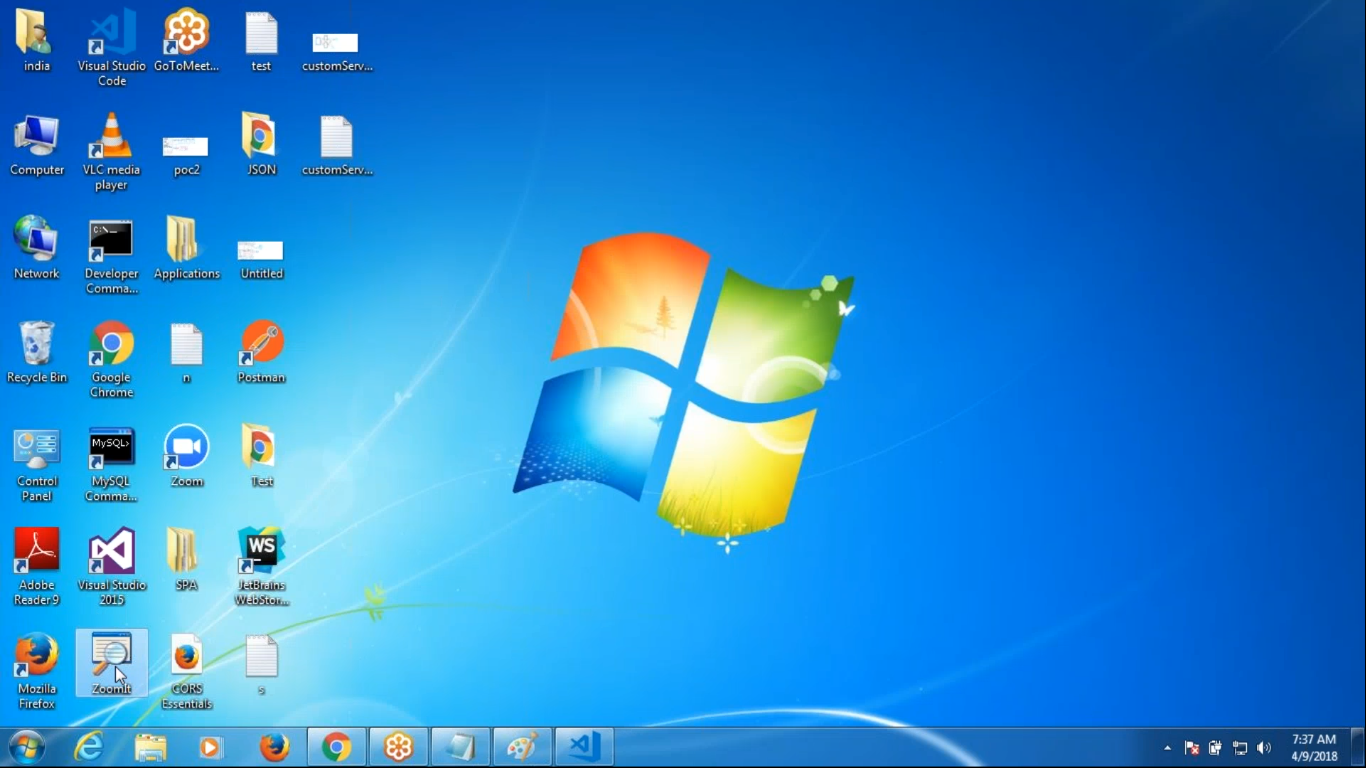 india
Visual Studio
Code
GoToMeet...
test
customServ...
Computer
VLC media
player
poc2
JSON
customServ...
Network
C:\_
Developer
Comma...
Applications
Untitled
Recycle Bin
Google
Chrome
n
Postman
Control
Panel
MySQL>
MySQL
Comma...
Zoom
Test
Adobe
Reader 9
Visual Studio
2015
SPA
WS
JetBrains
WebStor...
Mozilla
Firefox
ZoomIt
CORS
Essentials
s
7:37 AM
4/9/2018